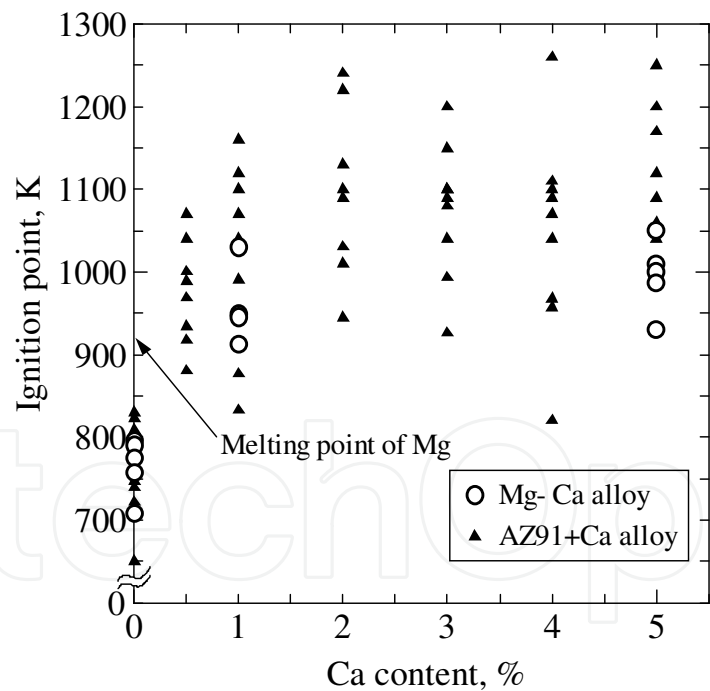 1300
1200
1100
1000
900
800
700
0
Ignition point, K
Melting point of Mg
Mg- Ca alloy
AZ91+Ca alloy
0 1 2 3 4 5
Ca content, %
techOp